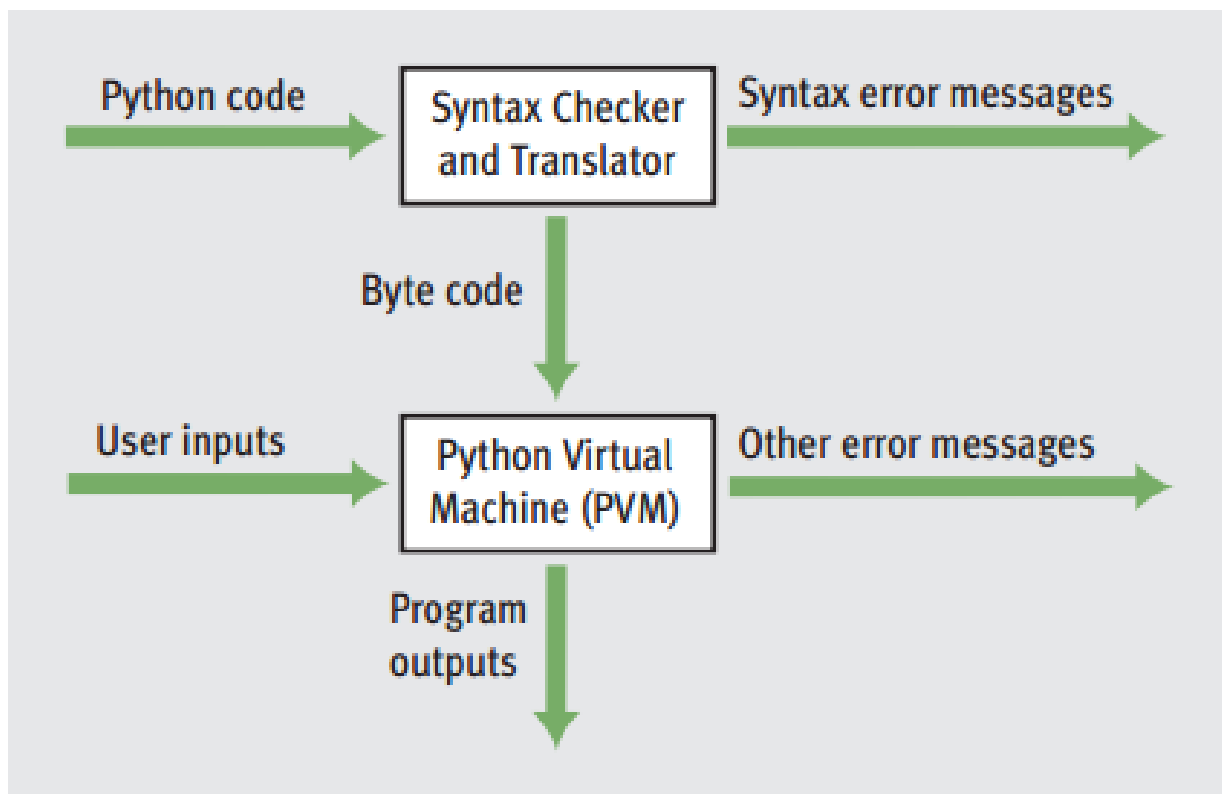 Python code
Syntax Checker
and Translator
Syntax error messages
Byte code
User inputs
Python Virtual
Machine (PVM)
Other error messages
Program
outputs